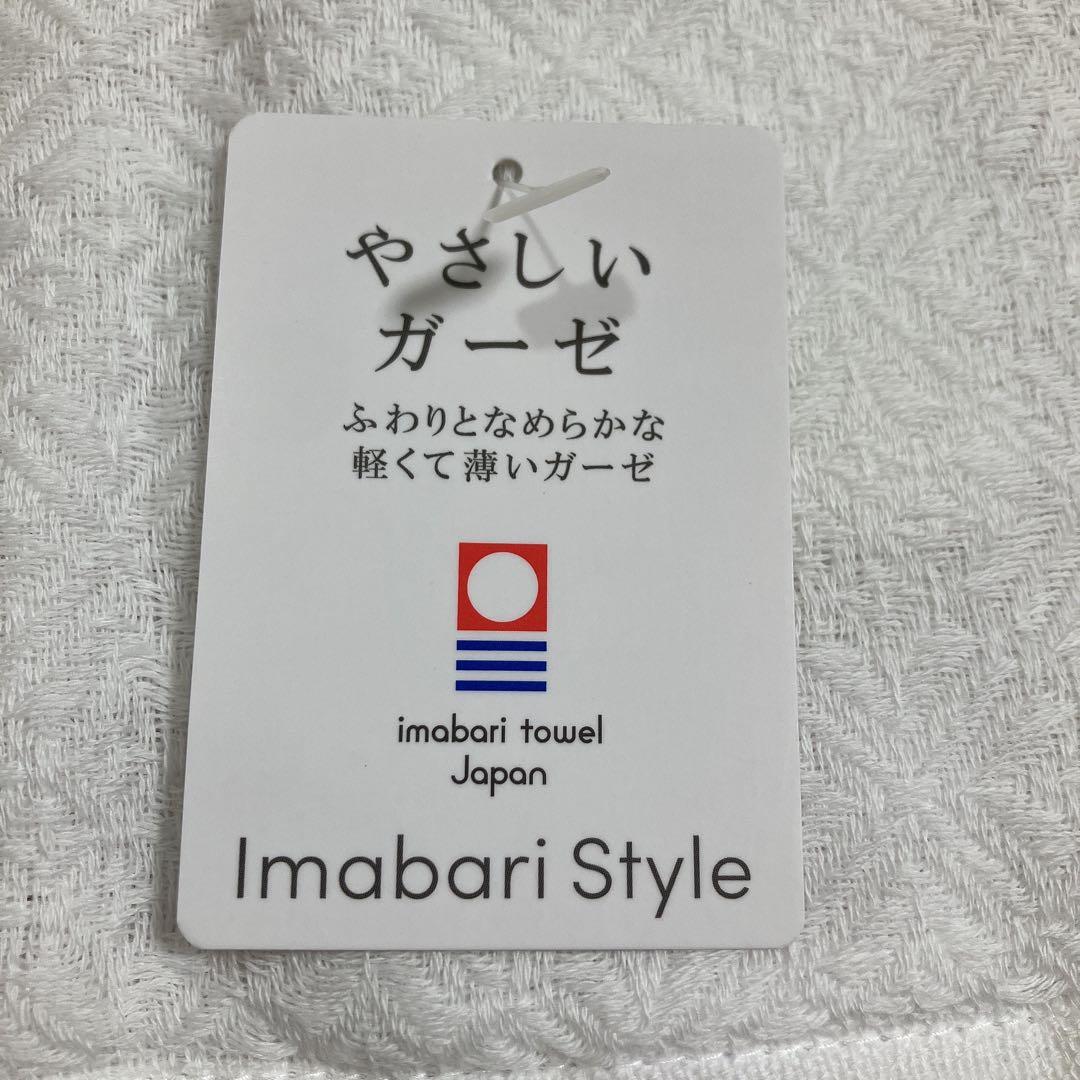 やさしい
ガーゼ
ふわりとなめらかな
軽くて薄いガーゼ
imabari towel
Japan
Imabari Style